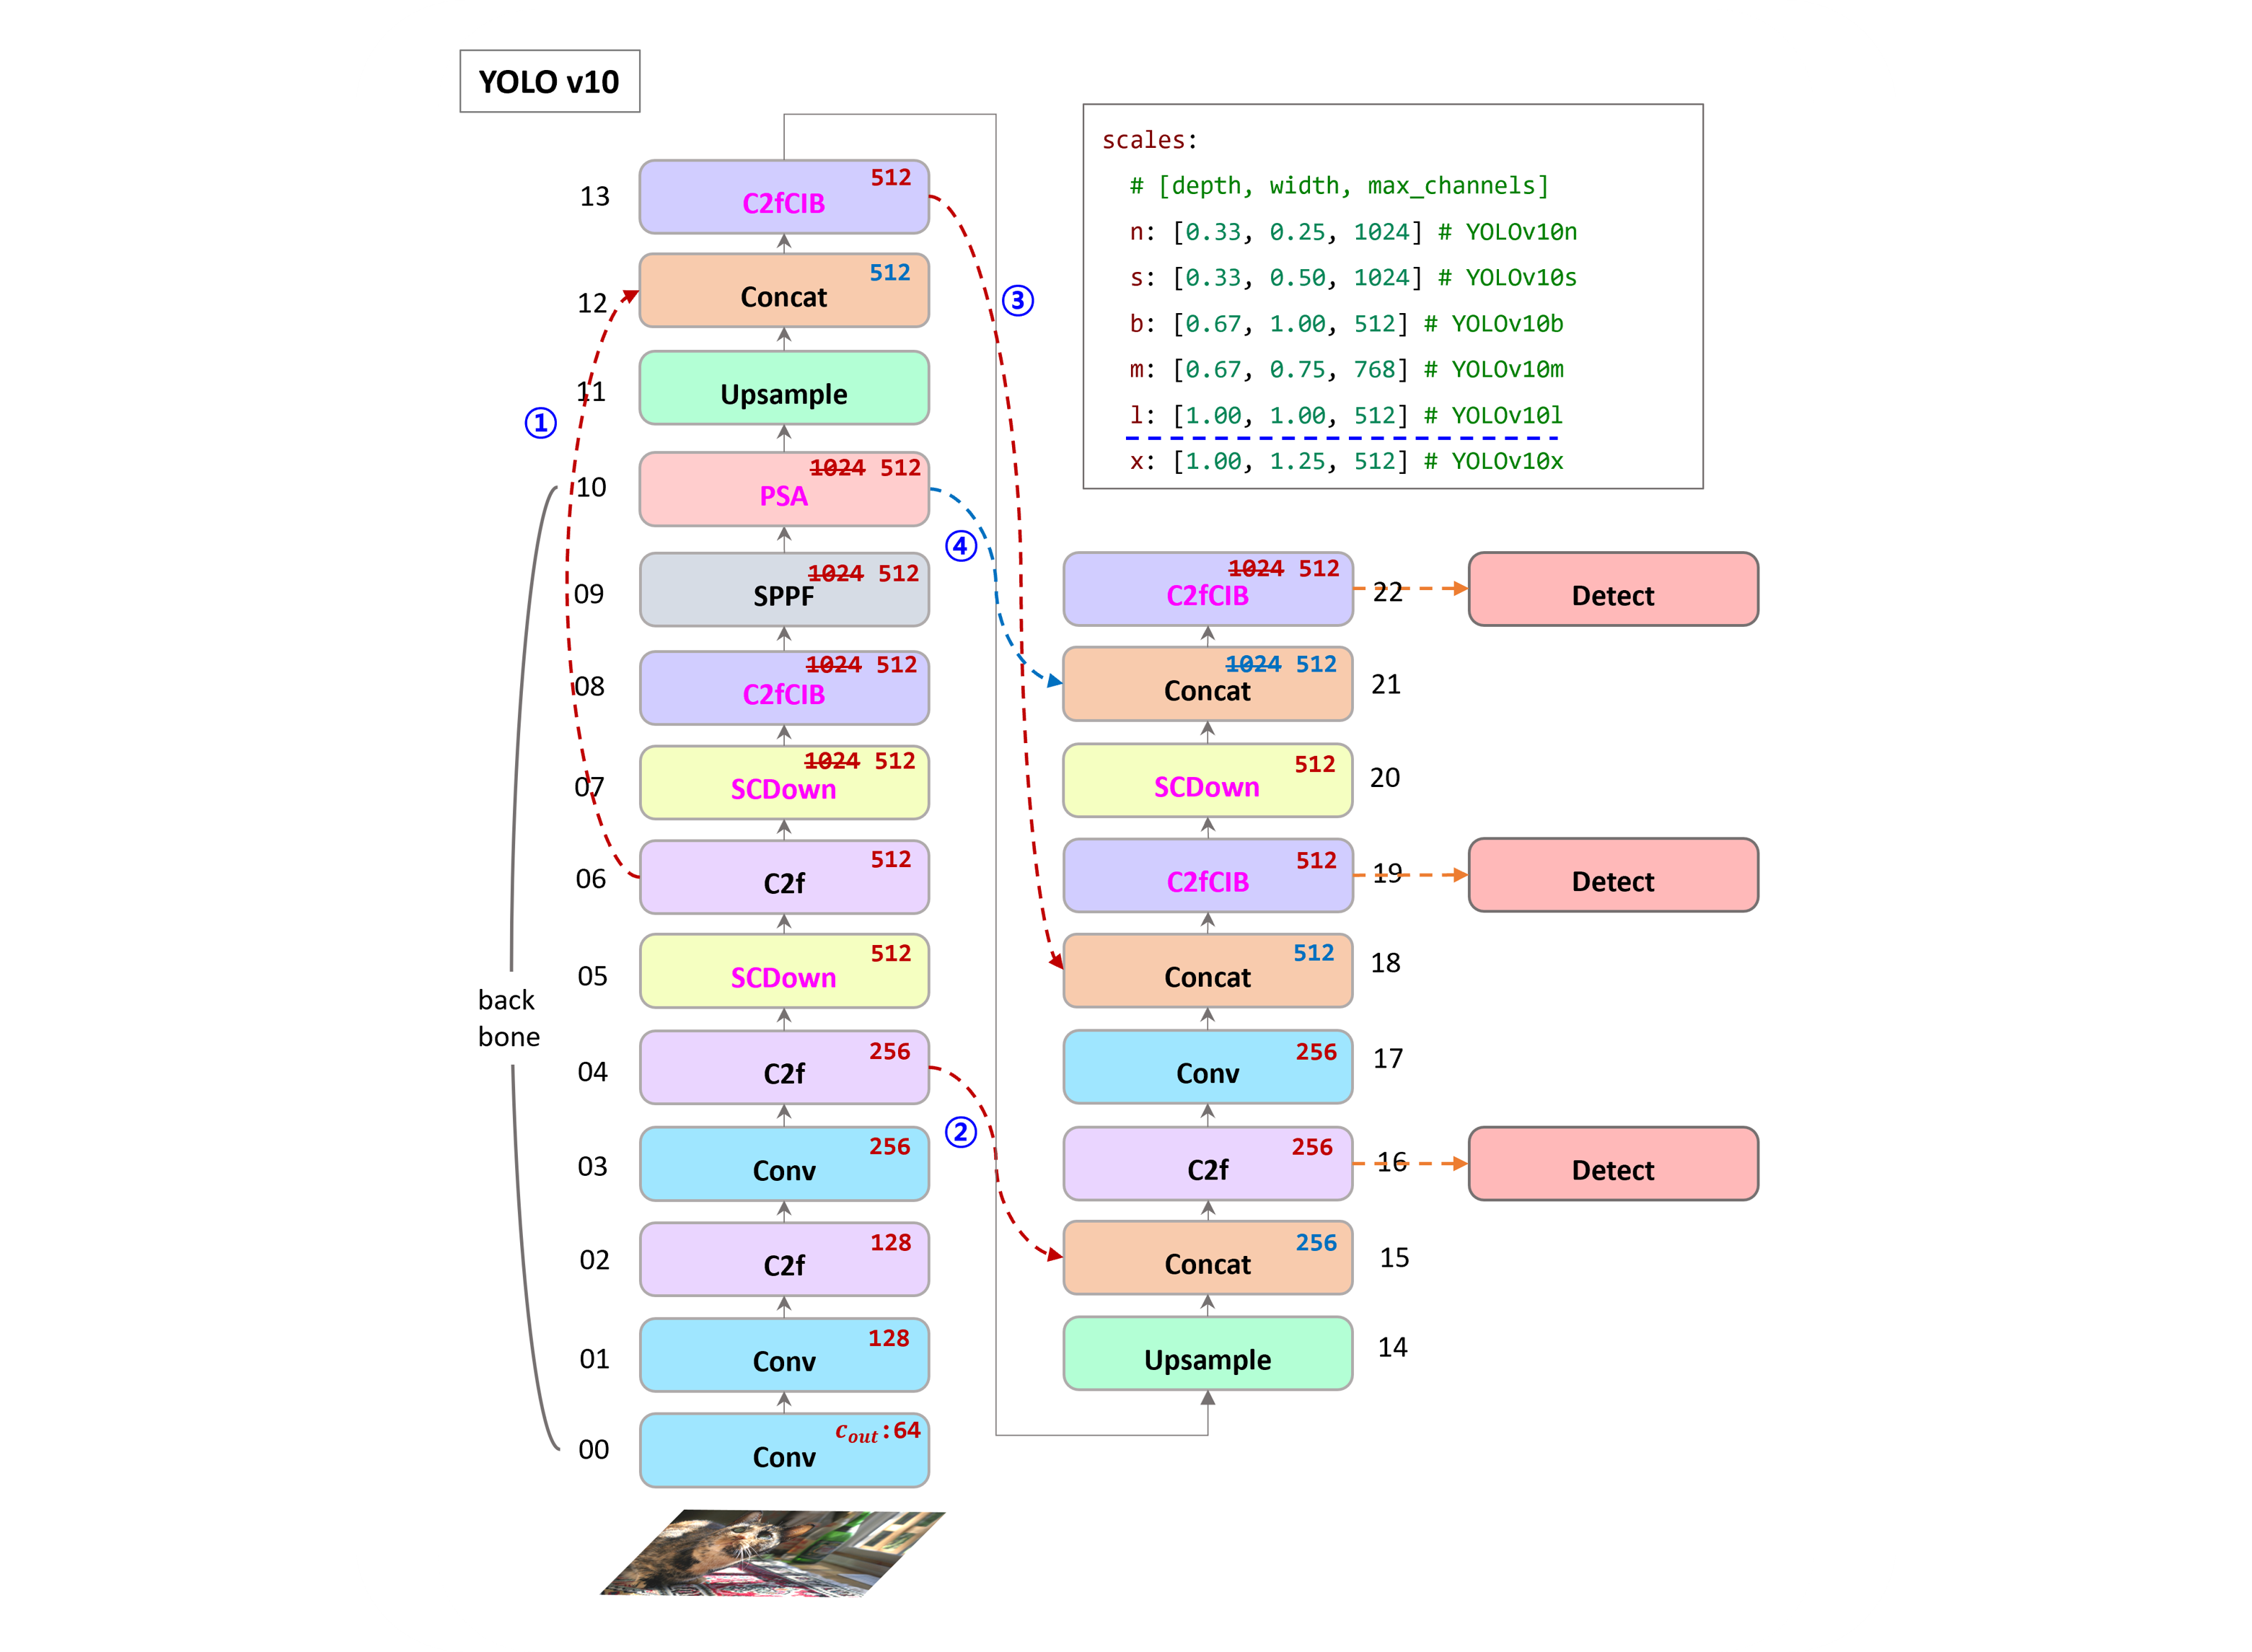 YOLO v10
scales:
# [depth, width, max_channels]
n: [0.33, 0.25, 1024] # YOLOv10n
s: [0.33, 0.50, 1024] # YOLOv10s
b: [0.67, 1.00, 512] # YOLOv10b
m: [0.67, 0.75, 768] # YOLOv10m
l: [1.00, 1.00, 512] # YOLOv10l
x: [1.00, 1.25, 512] # YOLOv10x
13
512
C2fCIB
12
512
Concat
③
11
Upsample
①
10
1024 512
PSA
④
09
1024 512
SPPF
08
1024 512
C2fCIB
07
1024 512
SCDown
06
512
C2f
05
512
SCDown
back
bone
04
256
C2f
②
03
256
Conv
02
128
C2f
01
128
Conv
00
c_out:64
Conv
1024 512
C2fCIB
22
Detect
1024 512
Concat
21
512
SCDown
20
512
C2fCIB
19
Detect
512
Concat
18
256
Conv
17
256
C2f
16
Detect
256
Concat
15
Upsample
14